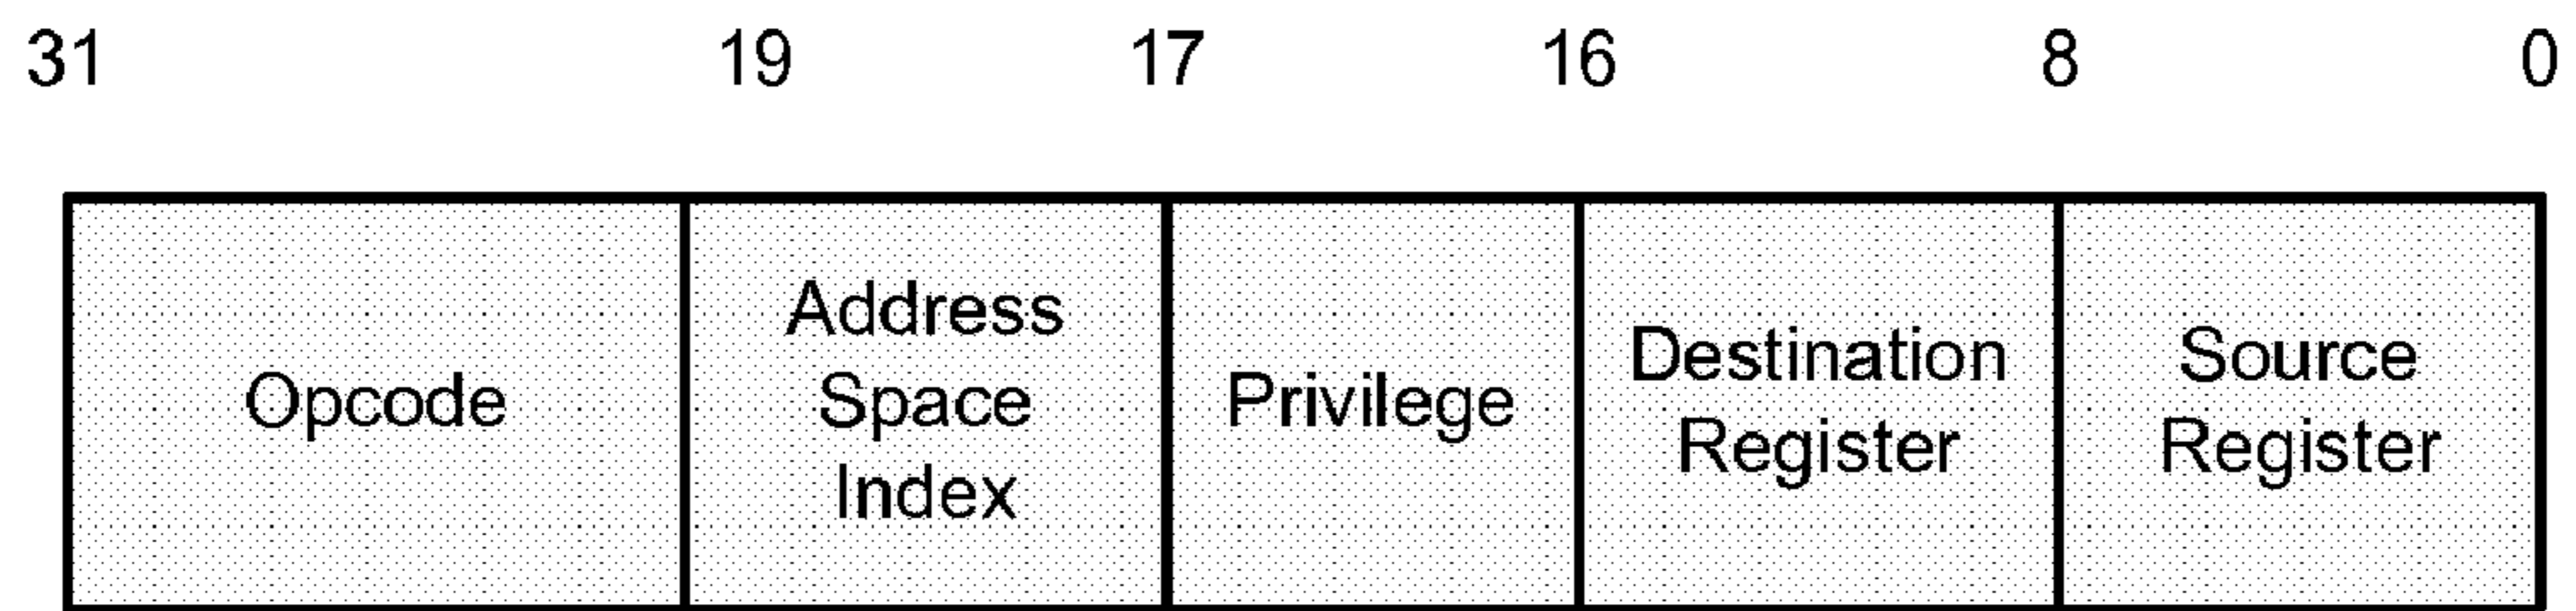 31 19 17 16 8 0
Opcode
Address
Space
Index
Privilege
Destination
Register
Source
Register